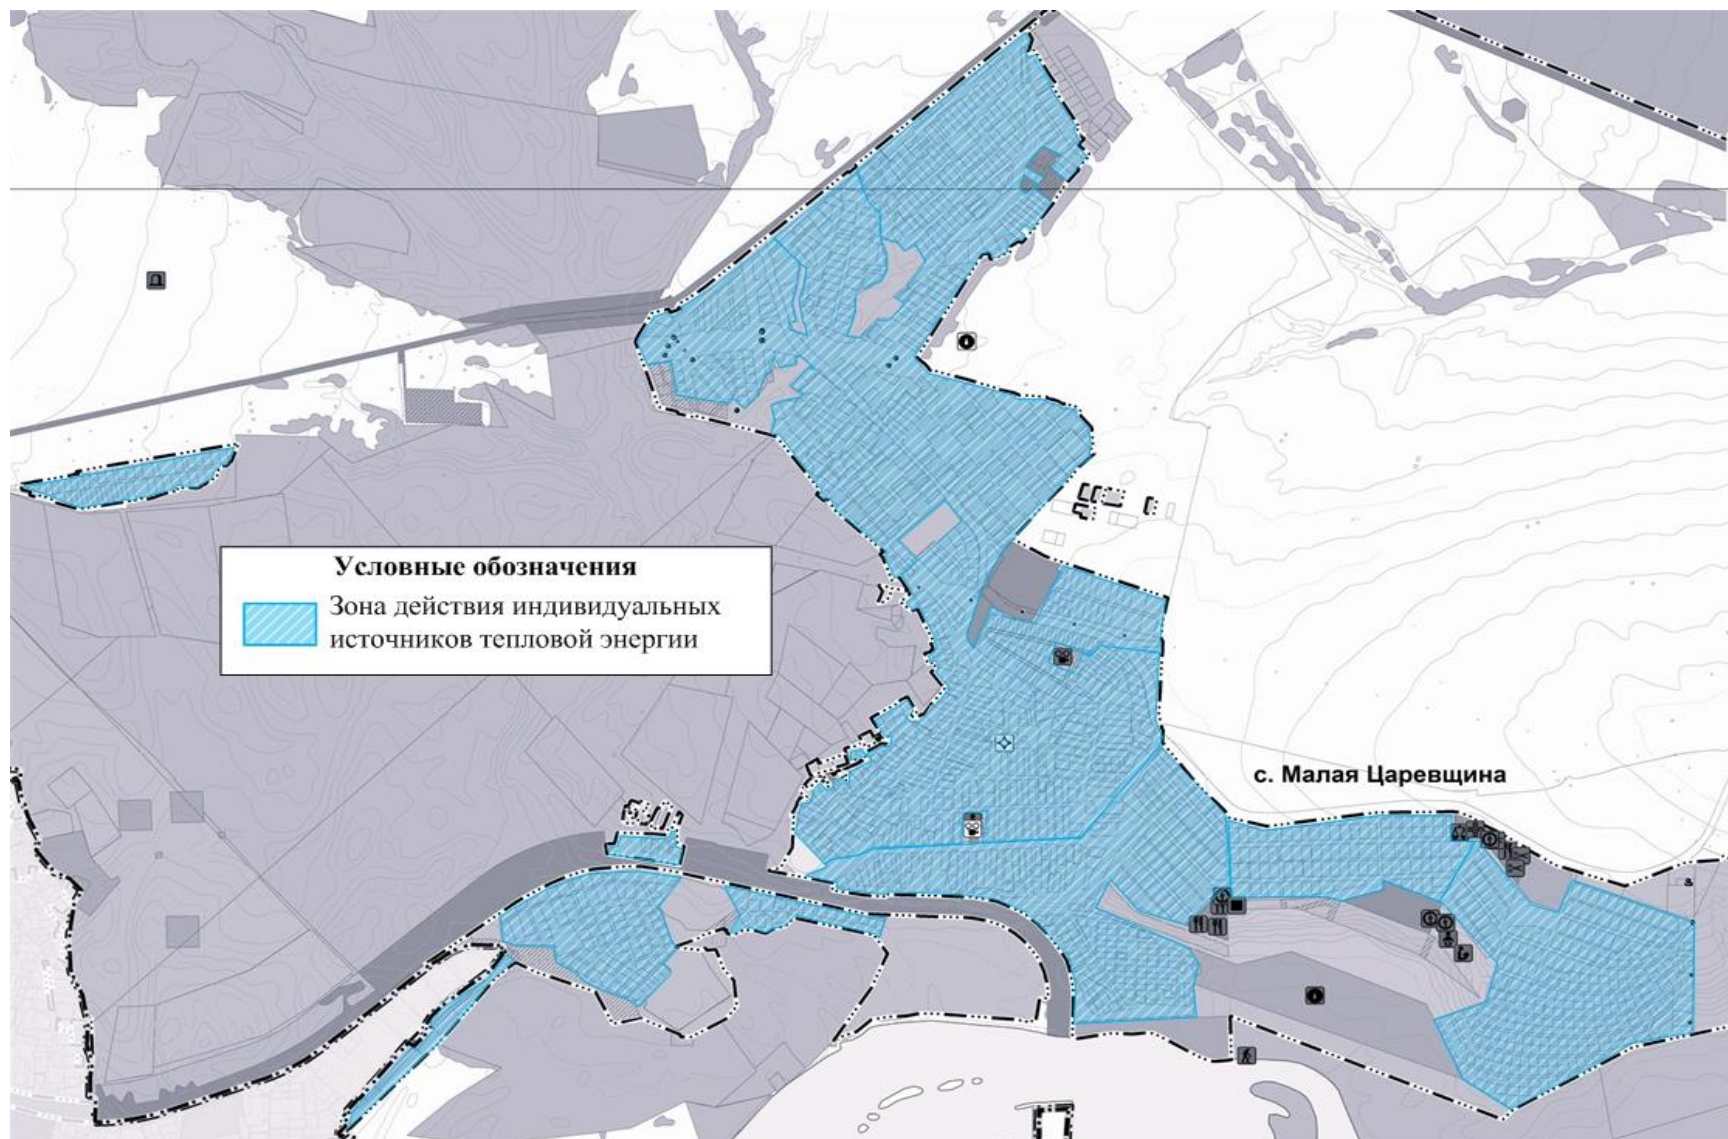 Условные обозначения
Зона действия индивидуальных
источников тепловой энергии
с. Малая Царевщина